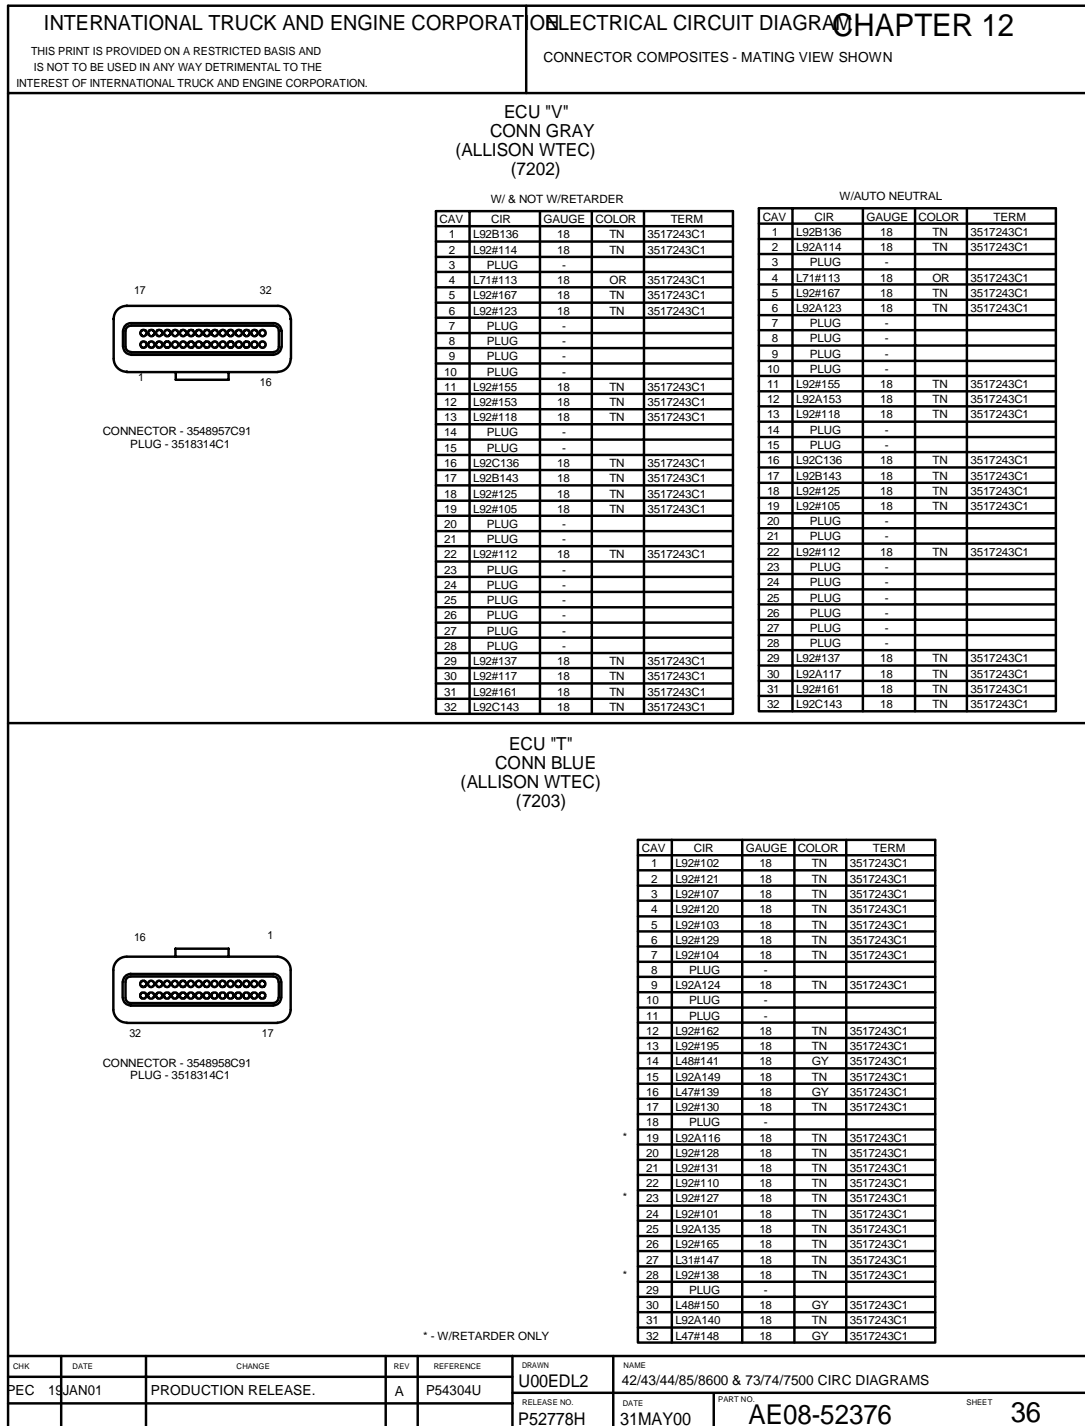 INTERNATIONAL TRUCK AND ENGINE CORPORATION
THIS PRINT IS PROVIDED ON A RESTRICTED BASIS AND
IS NOT TO BE USED IN ANY WAY DETRIMENTAL TO THE
INTEREST OF INTERNATIONAL TRUCK AND ENGINE CORPORATION.
ELECTRICAL CIRCUIT DIAGRAM
CHAPTER 12
CONNECTOR COMPOSITES - MATING VIEW SHOWN
ECU "V"
CONN GRAY
(ALLISON WTEC)
(7202)
17 32
1 16
CONNECTOR - 3548957C91
PLUG - 3518314C1
W/ & NOT W/RETARDER
CAV CIR GAUGE COLOR TERM
1 L92B136 18 TN 3517243C1
2 L92#114 18 TN 3517243C1
3 PLUG -
4 L71#113 18 OR 3517243C1
5 L92#167 18 TN 3517243C1
6 L92#123 18 TN 3517243C1
7 PLUG -
8 PLUG -
9 PLUG -
10 PLUG -
11 L92#155 18 TN 3517243C1
12 L92#153 18 TN 3517243C1
13 L92#118 18 TN 3517243C1
14 PLUG -
15 PLUG -
16 L92C136 18 TN 3517243C1
17 L92B143 18 TN 3517243C1
18 L92#125 18 TN 3517243C1
19 L92#105 18 TN 3517243C1
20 PLUG -
21 PLUG -
22 L92#112 18 TN 3517243C1
23 PLUG -
24 PLUG -
25 PLUG -
26 PLUG -
27 PLUG -
28 PLUG -
29 L92#137 18 TN 3517243C1
30 L92#117 18 TN 3517243C1
31 L92#161 18 TN 3517243C1
32 L92C143 18 TN 3517243C1
W/AUTO NEUTRAL
CAV CIR GAUGE COLOR TERM
1 L92B136 18 TN 3517243C1
2 L92A114 18 TN 3517243C1
3 PLUG -
4 L71#113 18 OR 3517243C1
5 L92#167 18 TN 3517243C1
6 L92A123 18 TN 3517243C1
7 PLUG -
8 PLUG -
9 PLUG -
10 PLUG -
11 L92#155 18 TN 3517243C1
12 L92A153 18 TN 3517243C1
13 L92#118 18 TN 3517243C1
14 PLUG -
15 PLUG -
16 L92C136 18 TN 3517243C1
17 L92B143 18 TN 3517243C1
18 L92#125 18 TN 3517243C1
19 L92#105 18 TN 3517243C1
20 PLUG -
21 PLUG -
22 L92#112 18 TN 3517243C1
23 PLUG -
24 PLUG -
25 PLUG -
26 PLUG -
27 PLUG -
28 PLUG -
29 L92#137 18 TN 3517243C1
30 L92A117 18 TN 3517243C1
31 L92#161 18 TN 3517243C1
32 L92C143 18 TN 3517243C1
ECU "T"
CONN BLUE
(ALLISON WTEC)
(7203)
16 1
32 17
CONNECTOR - 3548958C91
PLUG - 3518314C1
CAV CIR GAUGE COLOR TERM
1 L92#102 18 TN 3517243C1
2 L92#121 18 TN 3517243C1
3 L92#107 18 TN 3517243C1
4 L92#120 18 TN 3517243C1
5 L92#103 18 TN 3517243C1
6 L92#129 18 TN 3517243C1
7 L92#104 18 TN 3517243C1
8 PLUG -
9 L92A124 18 TN 3517243C1
10 PLUG -
11 PLUG -
12 L92#162 18 TN 3517243C1
13 L92#195 18 TN 3517243C1
14 L48#141 18 GY 3517243C1
15 L92A149 18 TN 3517243C1
16 L47#139 18 GY 3517243C1
17 L92#130 18 TN 3517243C1
18 PLUG -
* 19 L92A116 18 TN 3517243C1
20 L92#128 18 TN 3517243C1
21 L92#131 18 TN 3517243C1
22 L92#110 18 TN 3517243C1
* 23 L92#127 18 TN 3517243C1
24 L92#101 18 TN 3517243C1
25 L92A135 18 TN 3517243C1
26 L92#165 18 TN 3517243C1
27 L31#147 18 TN 3517243C1
* 28 L92#138 18 TN 3517243C1
29 PLUG -
30 L48#150 18 GY 3517243C1
31 L92A140 18 TN 3517243C1
32 L47#148 18 GY 3517243C1
* - W/RETARDER ONLY
CHK DATE CHANGE REV REFERENCE
PEC 19JAN01 PRODUCTION RELEASE. A P54304U
DRAWN
U00EDL2
NAME
42/43/44/85/8600 & 73/74/7500 CIRC DIAGRAMS
RELEASE NO.
P52778H
DATE
31MAY00
PART NO.
AE08-52376
SHEET 36